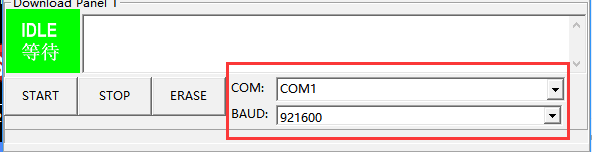 Download Panel 1
IDLE
等待
START STOP ERASE
COM: COM1
BAUD: 921600